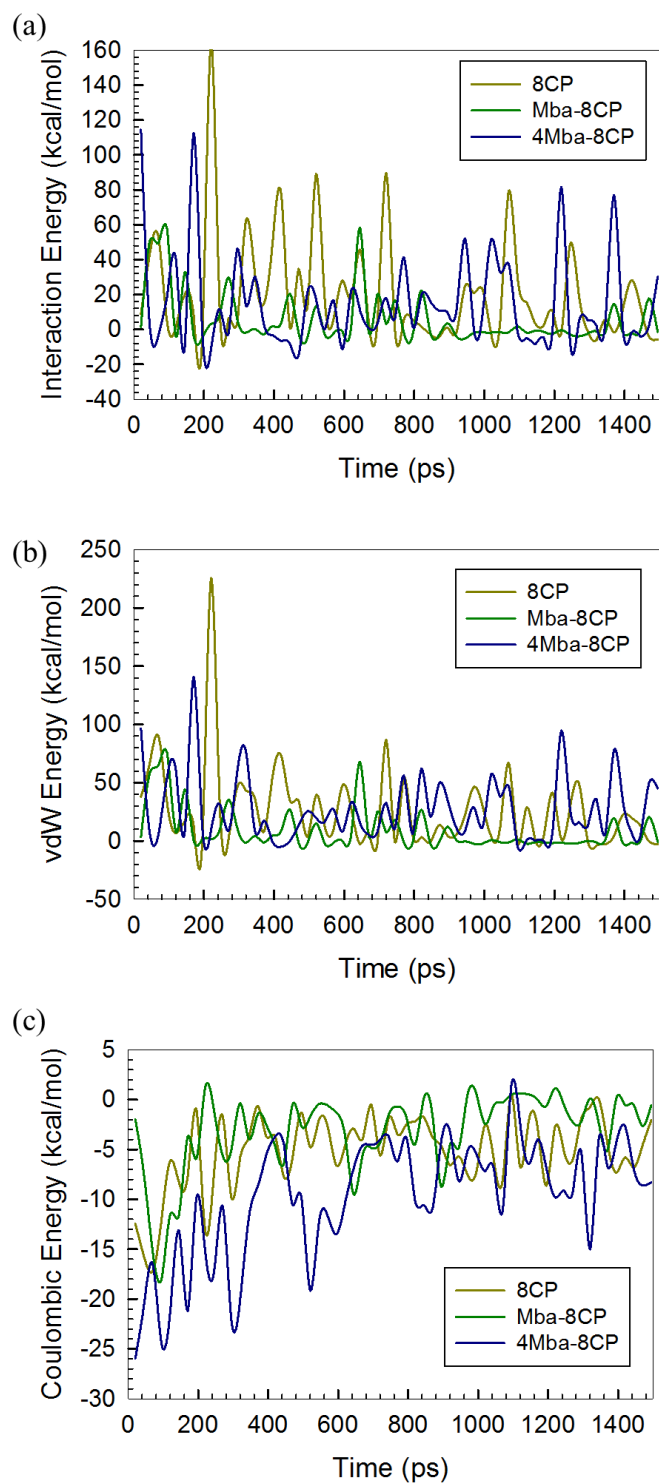 (a)
160
140
120
100
80
60
40
20
0
-20
-40
Interaction Energy (kcal/mol)
8CP
Mba-8CP
4Mba-8CP
0 200 400 600 800 1000 1200 1400
Time (ps)
(b)
250
200
150
100
50
0
-50
vdW Energy (kcal/mol)
8CP
Mba-8CP
4Mba-8CP
0 200 400 600 800 1000 1200 1400
Time (ps)
(c)
5
0
-5
-10
-15
-20
-25
-30
Coulombic Energy (kcal/mol)
8CP
Mba-8CP
4Mba-8CP
0 200 400 600 800 1000 1200 1400
Time (ps)